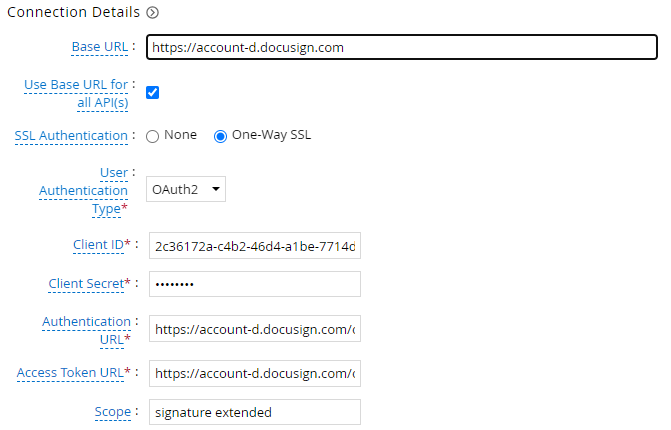 Connection Details
Base URL : https://account-d.docusign.com
Use Base URL for :
all API(s)
SSL Authentication : None One-Way SSL
User :
Authentication
Type*
OAuth2
Client ID* : 2c36172a-c4b2-46d4-a1be-7714d
Client Secret* : ••••••••
Authentication :
URL*
https://account-d.docusign.com/
Access Token URL* : https://account-d.docusign.com/
Scope : signature extended